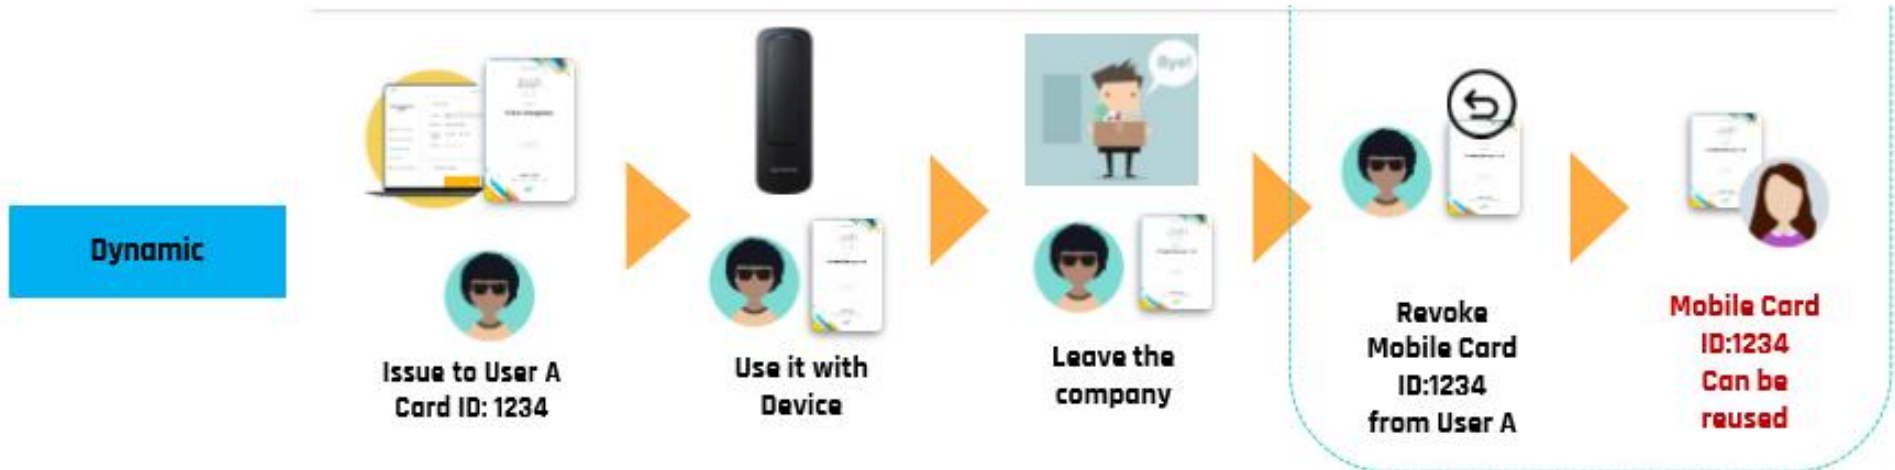 Dynamic
Issue to User A
Card ID: 1234
Use it with
Device
Bye!
Leave the
company
Revoke
Mobile Card
ID:1234
from User A
Mobile Card
ID:1234
Can be
reused